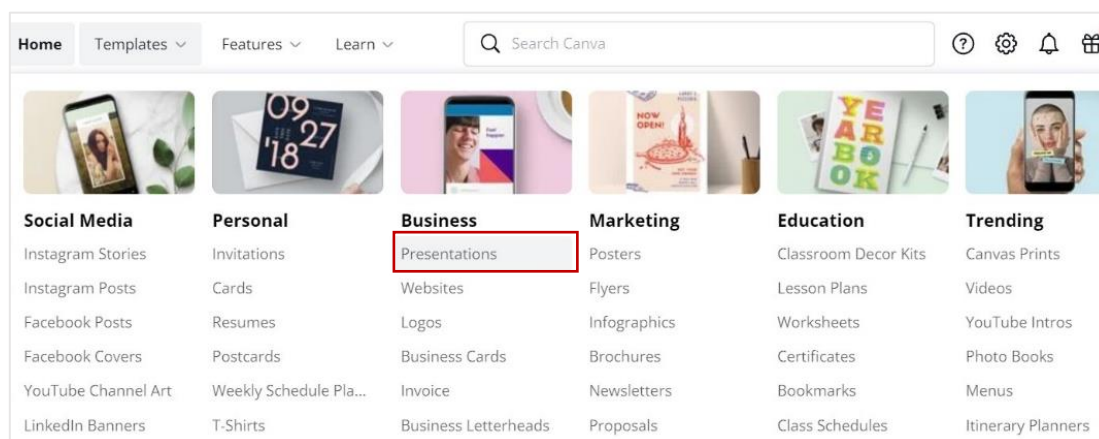 Home Templates Features Learn Search Canva
09
27
'18
NOW
OPEN!
YE
AR
BO
OK
Social Media Personal Business Marketing Education Trending
Instagram Stories Invitations Presentations Posters Classroom Decor Kits Canvas Prints
Instagram Posts Cards Websites Flyers Lesson Plans Videos
Facebook Posts Resumes Logos Infographics Worksheets YouTube Intros
Facebook Covers Postcards Business Cards Brochures Certificates Photo Books
YouTube Channel Art Weekly Schedule Pla... Invoice Newsletters Bookmarks Menus
LinkedIn Banners T-Shirts Business Letterheads Proposals Class Schedules Itinerary Planners